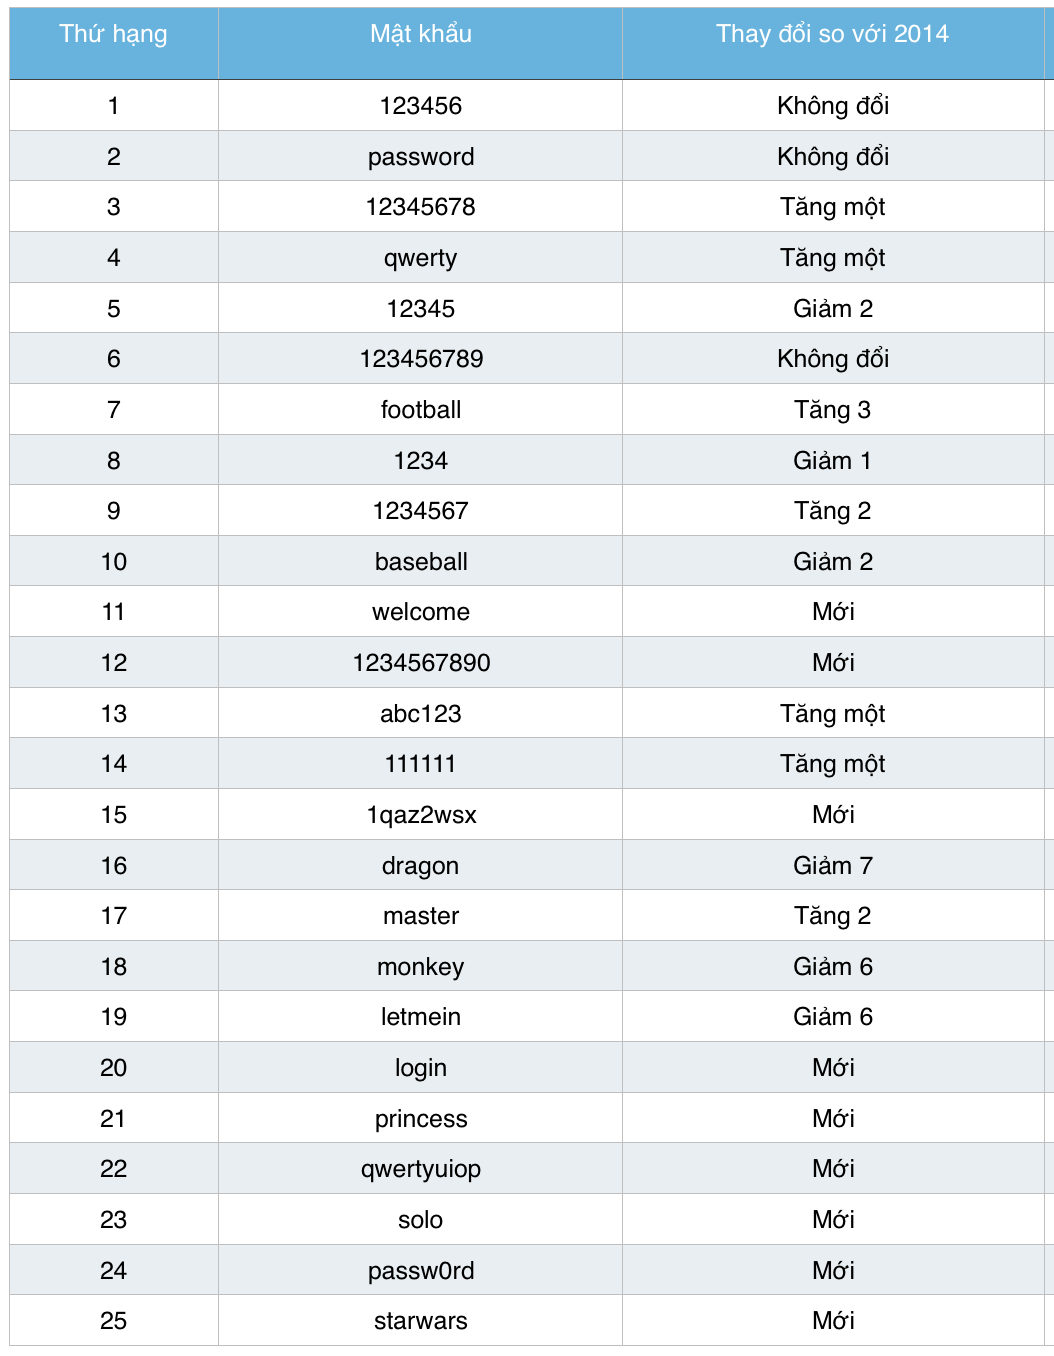 Thứ hạng Mật khẩu Thay đổi so với 2014
1 123456 Không đổi
2 password Không đổi
3 12345678 Tăng một
4 qwerty Tăng một
5 12345 Giảm 2
6 123456789 Không đổi
7 football Tăng 3
8 1234 Giảm 1
9 1234567 Tăng 2
10 baseball Giảm 2
11 welcome Mới
12 1234567890 Mới
13 abc123 Tăng một
14 111111 Tăng một
15 1qaz2wsx Mới
16 dragon Giảm 7
17 master Tăng 2
18 monkey Giảm 6
19 letmein Giảm 6
20 login Mới
21 princess Mới
22 qwertyuiop Mới
23 solo Mới
24 passw0rd Mới
25 starwars Mới